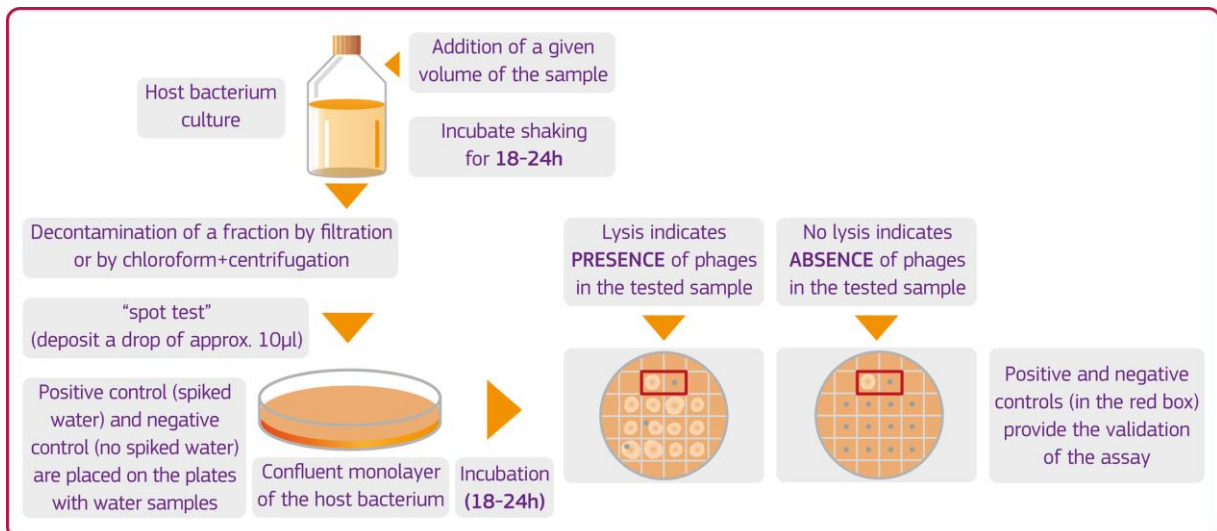 Host bacterium
culture
Addition of a given
volume of the sample
Incubate shaking
for 18-24h
Decontamination of a fraction by filtration
or by chloroform+centrifugation
"spot test"
(deposit a drop of approx. 10µl)
Positive control (spiked
water) and negative
control (no spiked water)
are placed on the plates
with water samples
Confluent monolayer
of the host bacterium
Incubation
(18-24h)
Lysis indicates
PRESENCE of phages
in the tested sample
No lysis indicates
ABSENCE of phages
in the tested sample
Positive and negative
controls (in the red box)
provide the validation
of the assay